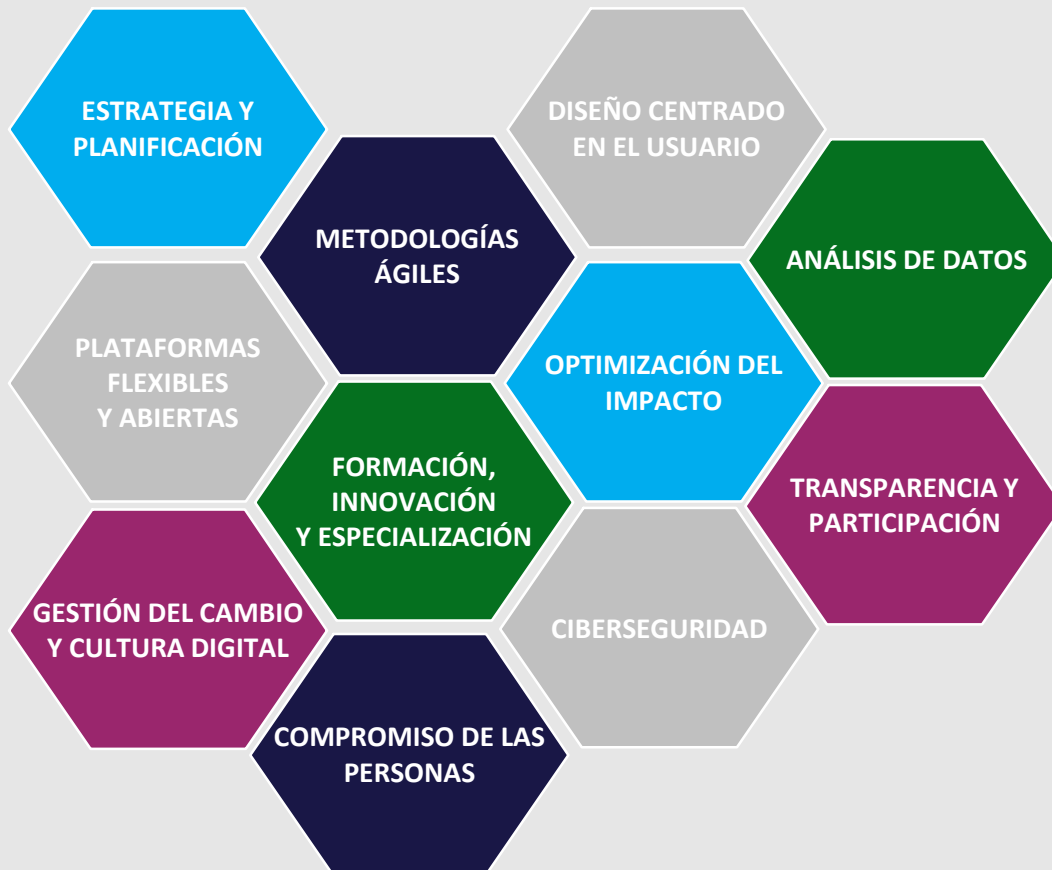 ESTRATEGIA Y
PLANIFICACIÓN
DISEÑO CENTRADO
EN EL USUARIO
METODOLOGÍAS
ÁGILES
ANÁLISIS DE DATOS
PLATAFORMAS
FLEXIBLES
Y ABIERTAS
OPTIMIZACIÓN DEL
IMPACTO
FORMACIÓN,
INNOVACIÓN
Y ESPECIALIZACIÓN
TRANSPARENCIA Y
PARTICIPACIÓN
GESTIÓN DEL CAMBIO
Y CULTURA DIGITAL
CIBERSEGURIDAD
COMPROMISO DE LAS
PERSONAS